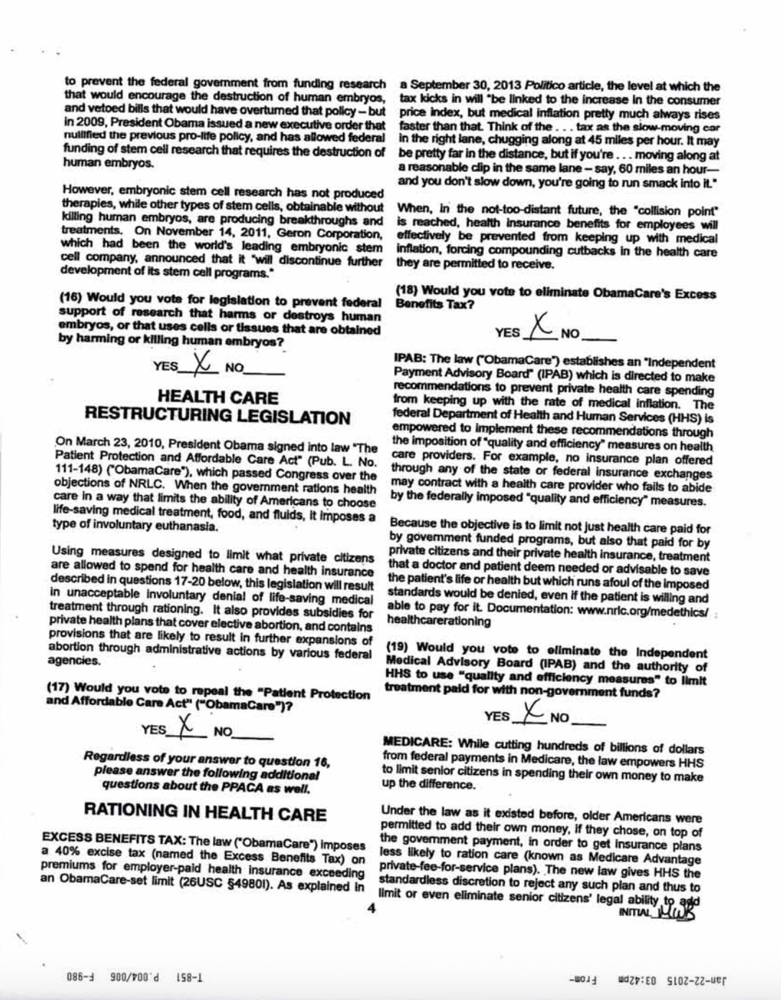 to prevent the federal government from funding research
that would encourage the destruction of human embryos,
and vetoed bills that would have overturned that policy – but
in 2009, President Obama issued a new executive order that
nullified the previous pro-life policy, and has allowed federal
funding of stem cell research that requires the destruction of
human embryos.
However, embryonic stem cell research has not produced
therapies, while other types of stem cells, obtainable without
killing human embryos, are producing breakthroughs and
treatments. On November 14, 2011, Geron Corporation,
which had been the world's leading embryonic stem
cell company, announced that it "will discontinue further
development of its stem cell programs."
(16) Would you vote for legislation to prevent federal
support of research that harms or destroys human
embryos, or that uses cells or tissues that are obtained
by harming or killing human embryos?
YES X NO
HEALTH CARE
RESTRUCTURING LEGISLATION
On March 23, 2010, President Obama signed into law "The
Patient Protection and Affordable Care Act" (Pub. L. No.
111-148) ("ObamaCare"), which passed Congress over the
objections of NRLC. When the government rations health
care in a way that limits the ability of Americans to choose
life-saving medical treatment, food, and fluids, it imposes a
type of involuntary euthanasia.
Using measures designed to limit what private citizens
are allowed to spend for health care and health insurance
described in questions 17-20 below, this legislation will result
in unacceptable involuntary denial of life-saving medical
treatment through rationing. It also provides subsidies for
private health plans that cover elective abortion, and contains
provisions that are likely to result in further expansions of
abortion through administrative actions by various federal
agencies.
(17) Would you vote to repeal the "Patient Protection
and Affordable Care Act" ("ObamaCare")?
YES X NO
Regardless of your answer to question 16,
please answer the following additional
questions about the PPACA as well.
RATIONING IN HEALTH CARE
EXCESS BENEFITS TAX: The law ("ObamaCare") imposes
a 40% excise tax (named the Excess Benefits Tax) on
premiums for employer-paid health insurance exceeding
an ObamaCare-set limit (26USC §4980I). As explained in
a September 30, 2013 Politico article, the level at which the
tax kicks in will "be linked to the increase in the consumer
price index, but medical inflation pretty much always rises
faster than that. Think of the . . . tax as the slow-moving car
in the right lane, chugging along at 45 miles per hour. It may
be pretty far in the distance, but if you're . . . moving along at
a reasonable clip in the same lane – say, 60 miles an hour—
and you don't slow down, you're going to run smack into it."
When, in the not-too-distant future, the "collision point"
is reached, health insurance benefits for employees will
effectively be prevented from keeping up with medical
inflation, forcing compounding cutbacks in the health care
they are permitted to receive.
(18) Would you vote to eliminate ObamaCare's Excess
Benefits Tax?
YES X NO
IPAB: The law ("ObamaCare") establishes an "Independent
Payment Advisory Board" (IPAB) which is directed to make
recommendations to prevent private health care spending
from keeping up with the rate of medical inflation. The
federal Department of Health and Human Services (HHS) is
empowered to implement these recommendations through
the imposition of "quality and efficiency" measures on health
care providers. For example, no insurance plan offered
through any of the state or federal insurance exchanges
may contract with a health care provider who fails to abide
by the federally imposed "quality and efficiency" measures.
Because the objective is to limit not just health care paid for
by government funded programs, but also that paid for by
private citizens and their private health insurance, treatment
that a doctor and patient deem needed or advisable to save
the patient's life or health but which runs afoul of the imposed
standards would be denied, even if the patient is willing and
able to pay for it. Documentation: www.nrlc.org/medethics/
healthcarerationing
(19) Would you vote to eliminate the Independent
Medical Advisory Board (IPAB) and the authority of
HHS to use "quality and efficiency measures" to limit
treatment paid for with non-government funds?
YES X NO
MEDICARE: While cutting hundreds of billions of dollars
from federal payments in Medicare, the law empowers HHS
to limit senior citizens in spending their own money to make
up the difference.
Under the law as it existed before, older Americans were
permitted to add their own money, if they chose, on top of
the government payment, in order to get insurance plans
less likely to ration care (known as Medicare Advantage
private-fee-for-service plans). The new law gives HHS the
standardless discretion to reject any such plan and thus to
limit or even eliminate senior citizens' legal ability to add
4
INITIAL MWB
Jan-22-2015 03:42pm From- T-851 P.004/006 F-980